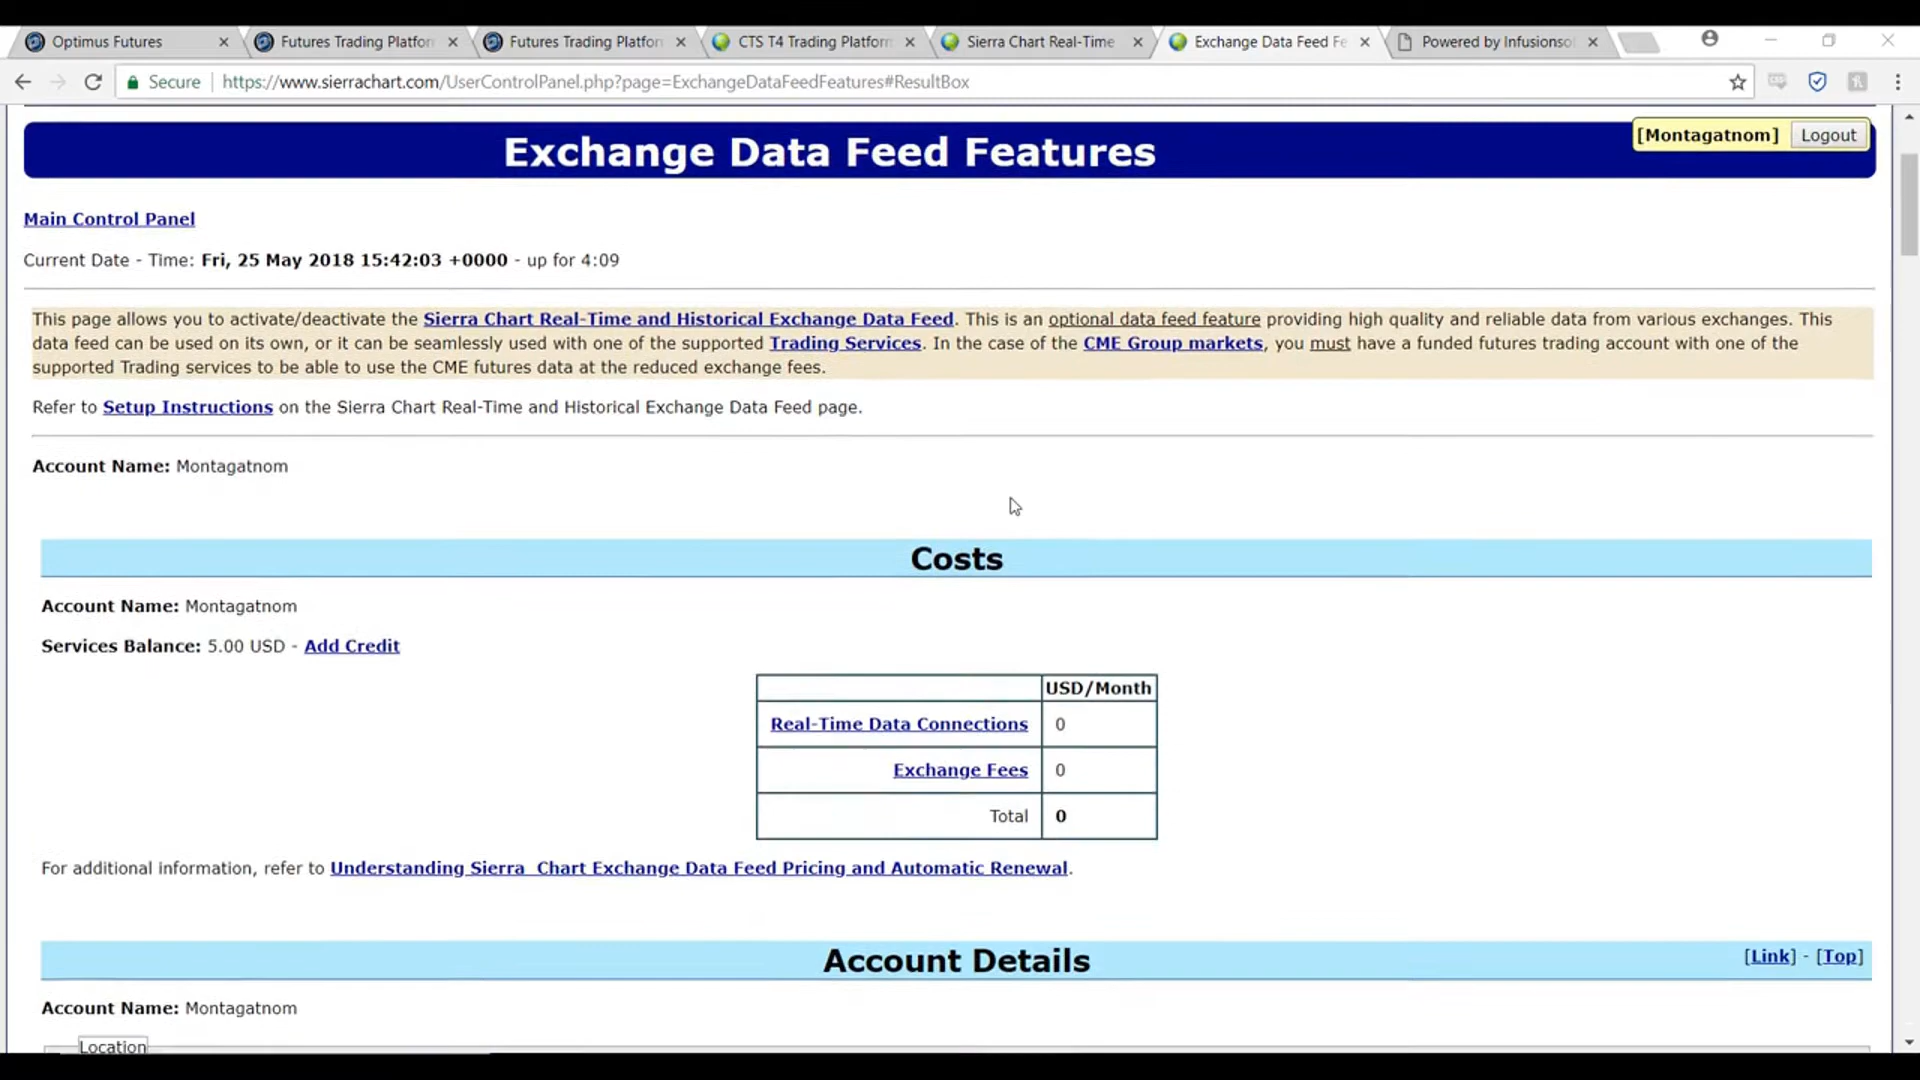 Optimus Futures
Futures Trading Platfor
Futures Trading Platfor
CTS T4 Trading Platform
Sierra Chart Real-Time
Exchange Data Feed Fe
Powered by Infusionso
Secure
https://www.sierrachart.com/UserControlPanel.php?page=ExchangeDataFeedFeatures#ResultBox
Exchange Data Feed Features
[Montagatnom] Logout
Main Control Panel
Current Date - Time: Fri, 25 May 2018 15:42:03 +0000 - up for 4:09
This page allows you to activate/deactivate the Sierra Chart Real-Time and Historical Exchange Data Feed. This is an optional data feed feature providing high quality and reliable data from various exchanges. This
data feed can be used on its own, or it can be seamlessly used with one of the supported Trading Services. In the case of the CME Group markets, you must have a funded futures trading account with one of the
supported Trading services to be able to use the CME futures data at the reduced exchange fees.
Refer to Setup Instructions on the Sierra Chart Real-Time and Historical Exchange Data Feed page.
Account Name: Montagatnom
Costs
Account Name: Montagatnom
Services Balance: 5.00 USD - Add Credit
USD/Month
Real-Time Data Connections 0
Exchange Fees 0
Total 0
For additional information, refer to Understanding Sierra Chart Exchange Data Feed Pricing and Automatic Renewal.
Account Details
[Link] - [Top]
Account Name: Montagatnom
Location